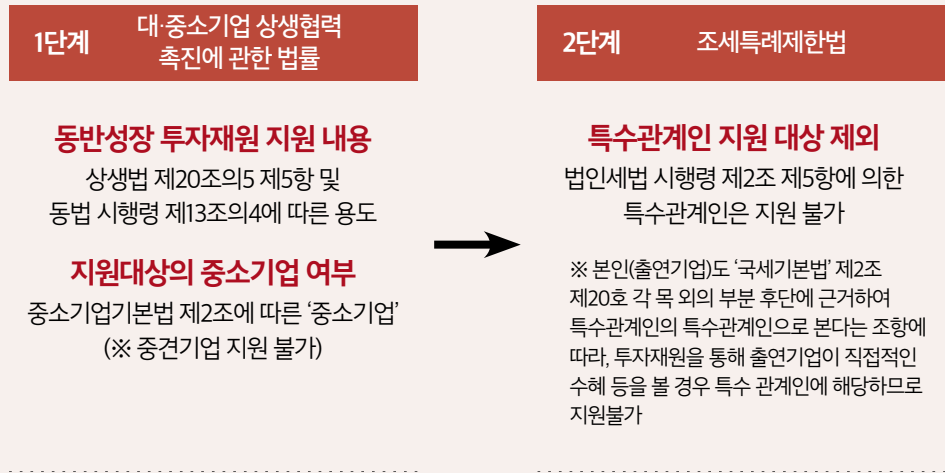 1단계
대·중소기업 상생협력
촉진에 관한 법률
동반성장 투자재원 지원 내용
상생법 제20조의5 제5항 및
동법 시행령 제13조의4에 따른 용도
지원대상의 중소기업 여부
중소기업기본법 제2조에 따른 ‘중소기업’
(※ 중견기업 지원 불가)
2단계
조세특례제한법
특수관계인 지원 대상 제외
법인세법 시행령 제2조 제5항에 의한
특수관계인은 지원 불가
※ 본인(출연기업)도 ‘국세기본법’ 제2조
제20호 각 목 외의 부분 후단에 근거하여
특수관계인의 특수관계인으로 본다는 조항에
따라, 투자재원을 통해 출연기업이 직접적인
수혜 등을 볼 경우 특수 관계인에 해당하므로
지원불가